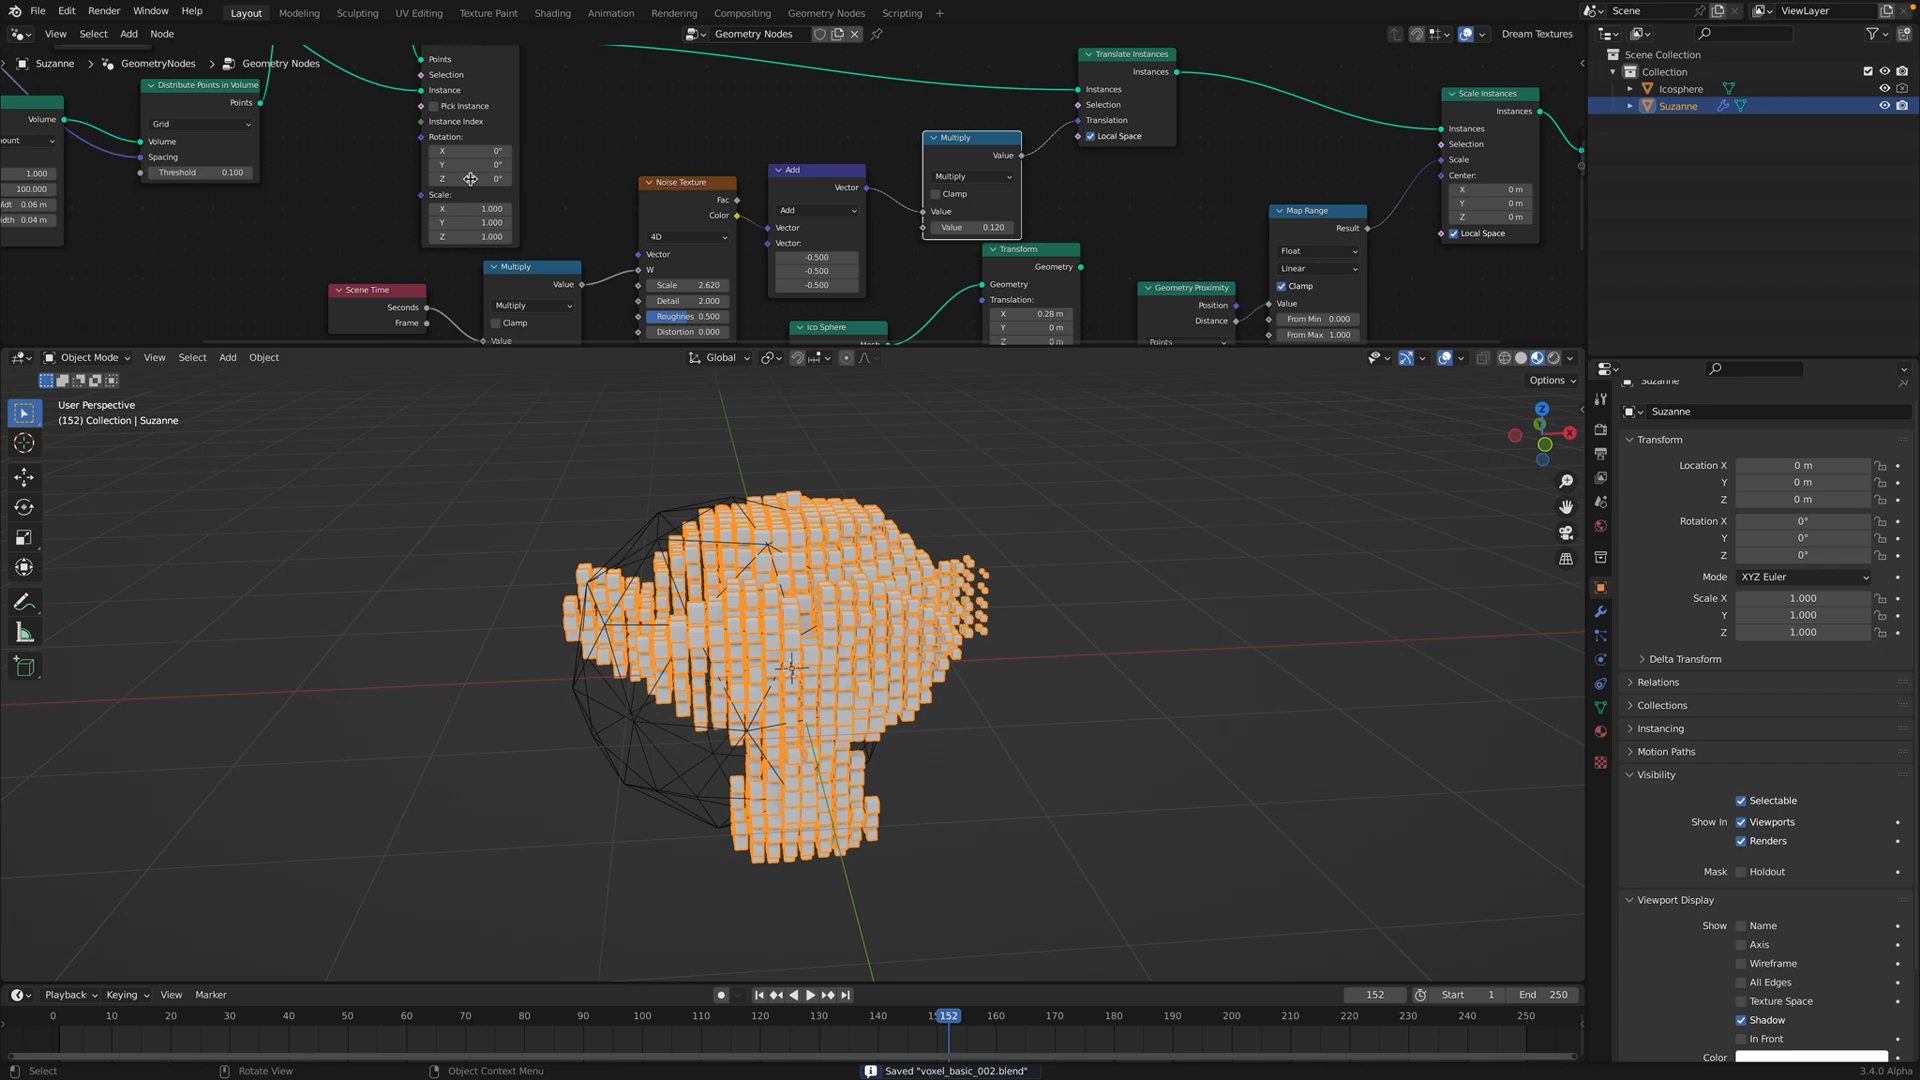 File Edit Render Window Help Layout Modeling Sculpting UV Editing Texture Paint Shading Animation Rendering Compositing Geometry Nodes Scripting + Scene ViewLayer
View Select Add Node Geometry Nodes Dream Textures
Suzanne GeometryNodes Geometry Nodes
Volume
1.000
100.000
0.06 m
0.04 m
Distribute Points in Volume
Points
Grid
Volume
Spacing
Threshold 0.100
Points
Selection
Instance
Pick Instance
Instance Index
Rotation:
X 0°
Y 0°
Z 0°
Scale:
X 1.000
Y 1.000
Z 1.000
Scene Time
Seconds
Frame
Multiply
Value
Multiply
Clamp
Value
Noise Texture
Fac
Color
4D
Vector
W
Scale 2.620
Detail 2.000
Roughnes 0.500
Distortion 0.000
Add
Vector
Add
Vector
Vector:
-0.500
-0.500
-0.500
Ico Sphere
Mesh
Multiply
Value
Multiply
Clamp
Value
Value 0.120
Transform
Geometry
Geometry
Translation:
X 0.28 m
Y 0 m
Z 0 m
Translate Instances
Instances
Instances
Selection
Translation
Local Space
Geometry Proximity
Position
Distance
Points
Map Range
Result
Float
Linear
Clamp
Value
From Min 0.000
From Max 1.000
Scale Instances
Instances
Instances
Selection
Scale
Center:
X 0 m
Y 0 m
Z 0 m
Local Space
Scene Collection
Collection
Icosphere
Suzanne
Object Mode View Select Add Object Global
Options
User Perspective
(152) Collection | Suzanne
Z
Y
X
Suzanne
Suzanne
Transform
Location X 0 m
Y 0 m
Z 0 m
Rotation X 0°
Y 0°
Z 0°
Mode XYZ Euler
Scale X 1.000
Y 1.000
Z 1.000
Delta Transform
Relations
Collections
Instancing
Motion Paths
Visibility
Selectable
Show In Viewports
Renders
Mask Holdout
Viewport Display
Show Name
Axis
Wireframe
All Edges
Texture Space
Shadow
In Front
Color
Playback Keying View Marker 152 Start 1 End 250
0 10 20 30 40 50 60 70 80 90 100 110 120 130 140 152 160 170 180 190 200 210 220 230 240 250
Select Rotate View Object Context Menu Saved "voxel_basic_002.blend" 3.4.0 Alpha